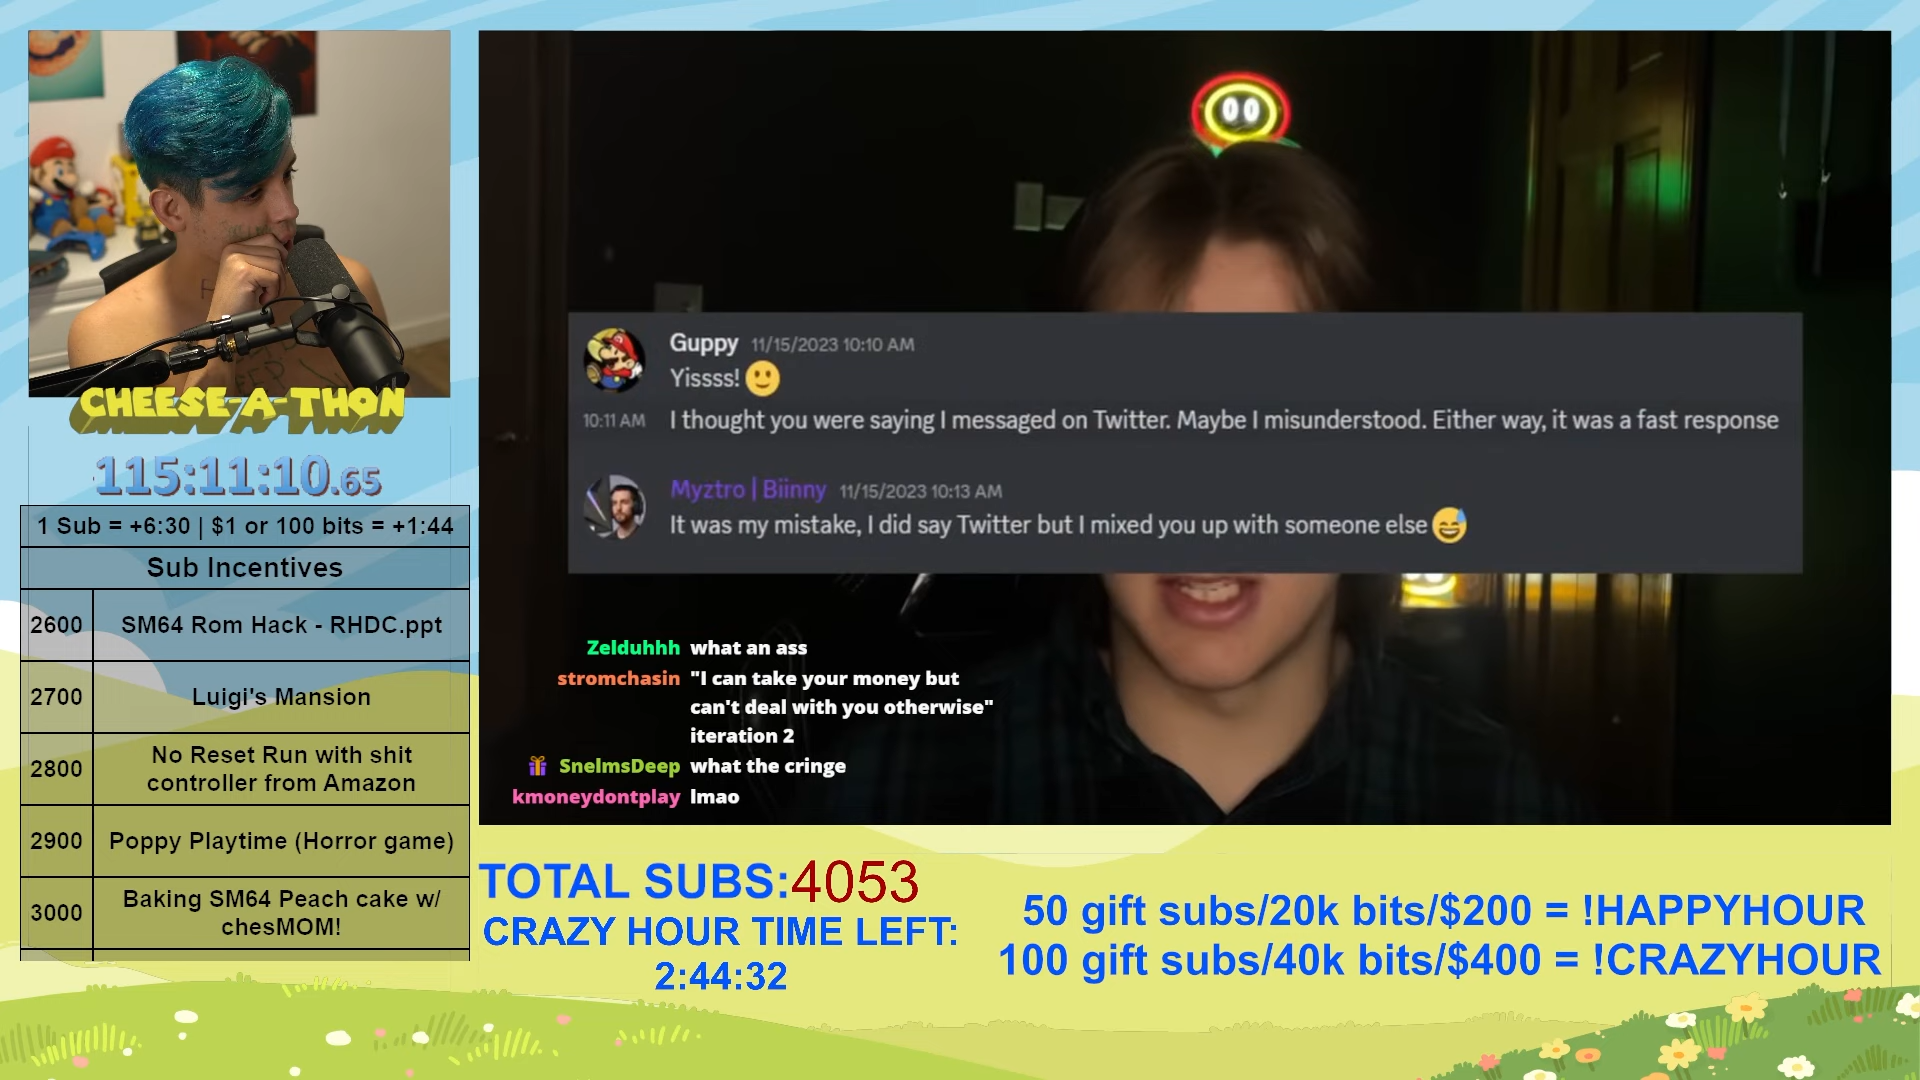 CHEESE-A-THON
115:11:10.65
1 Sub = +6:30 | $1 or 100 bits = +1:44
Sub Incentives
2600 SM64 Rom Hack - RHDC.ppt
2700 Luigi's Mansion
2800 No Reset Run with shit
controller from Amazon
2900 Poppy Playtime (Horror game)
3000 Baking SM64 Peach cake w/
chesMOM!
Guppy 11/15/2023 10:10 AM
Yissss! 🙂
10:11 AM I thought you were saying I messaged on Twitter. Maybe I misunderstood. Either way, it was a fast response
Myztro | Biinny 11/15/2023 10:13 AM
It was my mistake, I did say Twitter but I mixed you up with someone else 😅
Zelduhhh what an ass
stromchasin "I can take your money but
can't deal with you otherwise"
iteration 2
SnelmsDeep what the cringe
kmoneydontplay lmao
TOTAL SUBS:4053
CRAZY HOUR TIME LEFT:
2:44:32
50 gift subs/20k bits/$200 = !HAPPYHOUR
100 gift subs/40k bits/$400 = !CRAZYHOUR